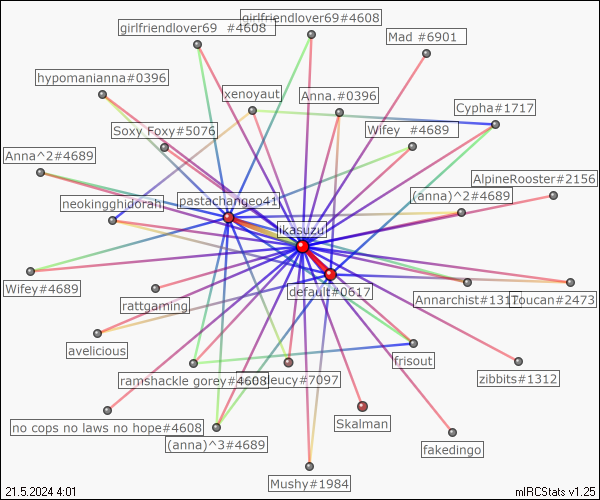 girlfriendlover69 #4608
girlfriendlover69#4608
Mad #6901
hypomanianna#0396
xenoyaut
Anna.#0396
Cypha#1717
Soxy Foxy#5076
Wifey #4689
Anna^2#4689
AlpineRooster#2156
neokingghidorah
pastachangeo41
(anna)^2#4689
ikasuzu
Wifey#4689
rattgaming
default#0617
Annarchist#1317
Toucan#2473
avelicious
frisout
ramshackle gorey#4608
deucy#7097
zibbits#1312
no cops no laws no hope#4608
Skalman
(anna)^3#4689
fakedingo
Mushy#1984
21.5.2024 4:01
mIRCStats v1.25